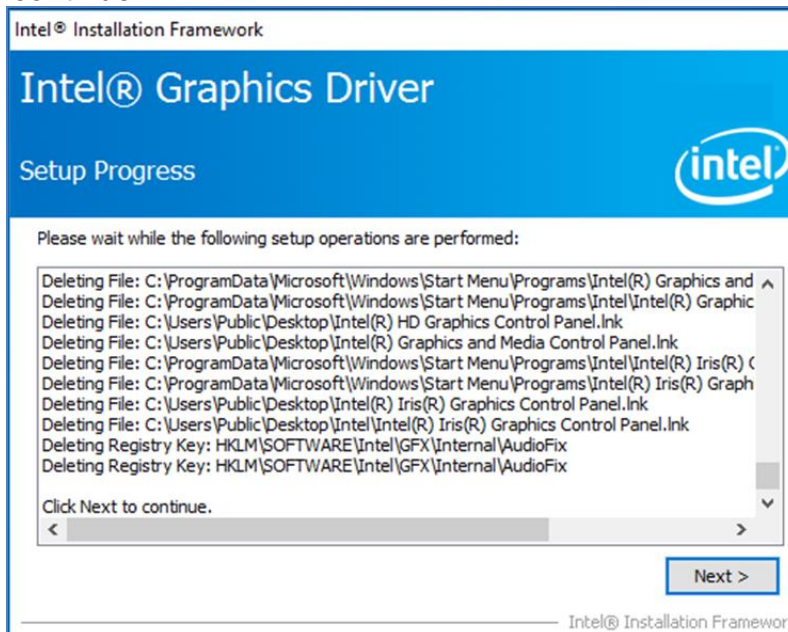 Intel® Installation Framework
Intel® Graphics Driver
Setup Progress
intel
Please wait while the following setup operations are performed:
Deleting File: C:\ProgramData\Microsoft\Windows\Start Menu\Programs\Intel(R) Graphics and
Deleting File: C:\ProgramData\Microsoft\Windows\Start Menu\Programs\Intel\Intel(R) Graphic
Deleting File: C:\Users\Public\Desktop\Intel(R) HD Graphics Control Panel.lnk
Deleting File: C:\Users\Public\Desktop\Intel(R) Graphics and Media Control Panel.lnk
Deleting File: C:\ProgramData\Microsoft\Windows\Start Menu\Programs\Intel\Intel(R) Iris(R)
Deleting File: C:\ProgramData\Microsoft\Windows\Start Menu\Programs\Intel(R) Iris(R) Graph
Deleting File: C:\Users\Public\Desktop\Intel(R) Iris(R) Graphics Control Panel.lnk
Deleting File: C:\Users\Public\Desktop\Intel\Intel(R) Iris(R) Graphics Control Panel.lnk
Deleting Registry Key: HKLM\SOFTWARE\Intel\GFX\Internal\AudioFix
Deleting Registry Key: HKLM\SOFTWARE\Intel\GFX\Internal\AudioFix
Click Next to continue.
Next >
Intel® Installation Framewor